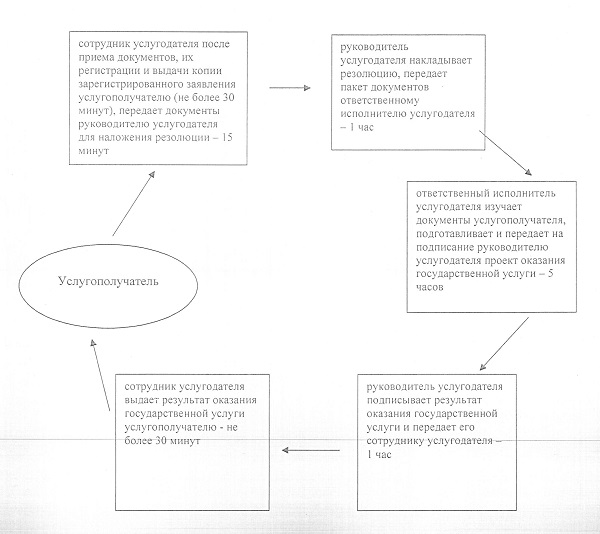 сотрудник услугодателя после
приема документов, их
регистрации и выдачи копии
зарегистрированного заявления
услугополучателю (не более 30
минут), передает документы
руководителю услугодателя
для наложения резолюции – 15
минут
руководитель
услугодателя накладывает
резолюцию, передает
пакет документов
ответственному
исполнителю услугодателя
– 1 час
ответственный исполнитель
услугодателя изучает
документы услугополучателя,
подготавливает и передает на
подписание руководителю
услугодателя проект оказания
государственной услуги – 5
часов
руководитель услугодателя
подписывает результат
оказания государственной
услуги и передает его
сотруднику услугодателя –
1 час
сотрудник услугодателя
выдает результат оказания
государственной услуги
услугополучателю - не
более 30 минут
Услугополучатель